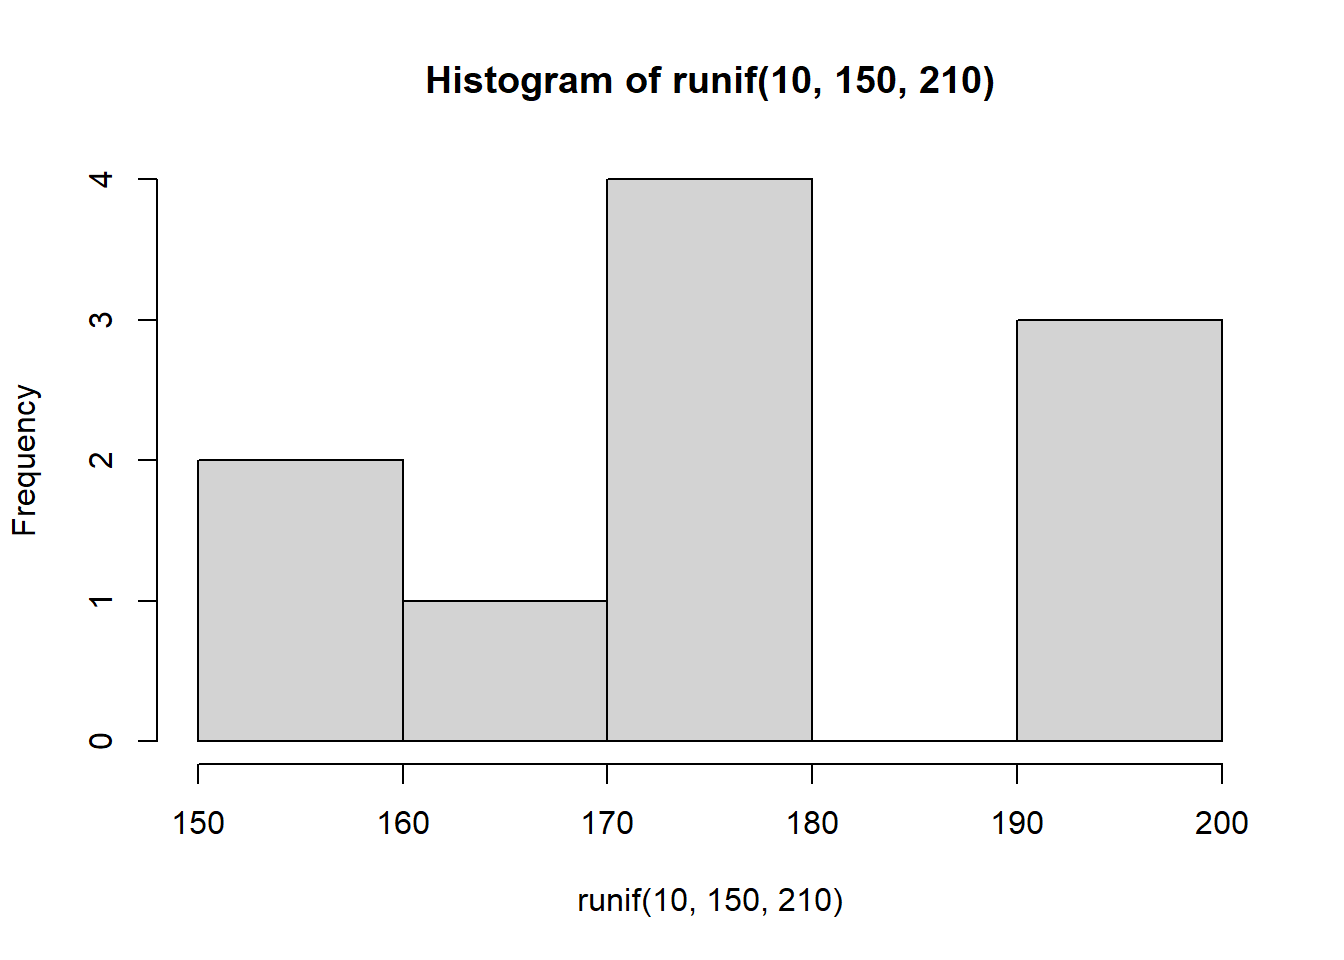 Histogram of runif(10, 150, 210)
4
3
2
1
0
Frequency
150 160 170 180 190 200
runif(10, 150, 210)